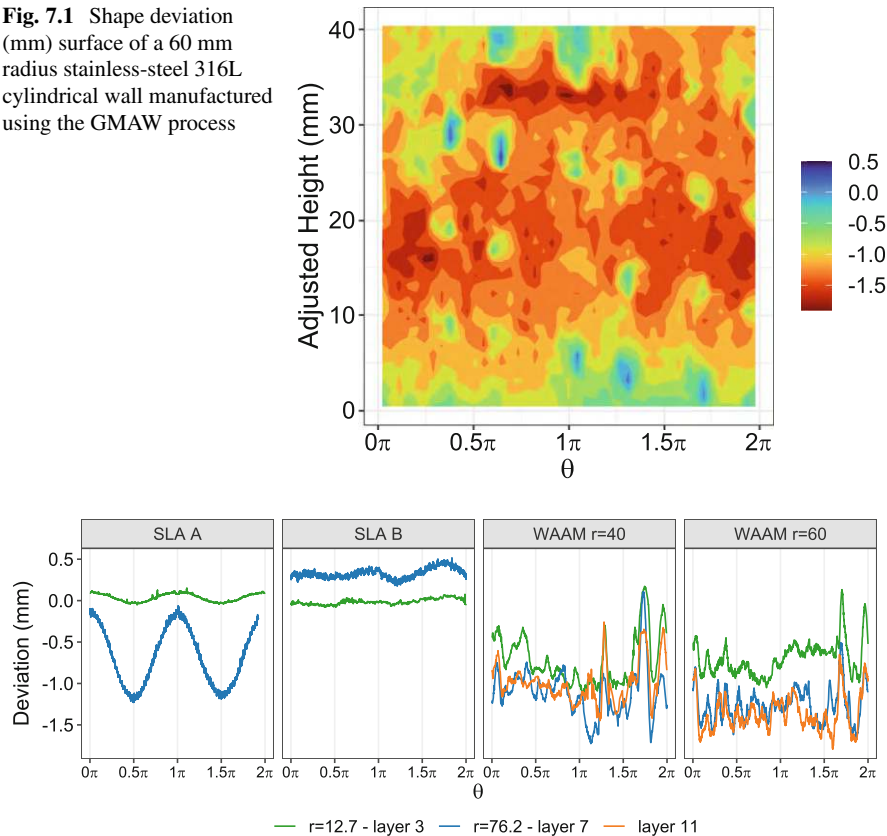 Fig. 7.1 Shape deviation
(mm) surface of a 60 mm
radius stainless-steel 316L
cylindrical wall manufactured
using the GMAW process
Adjusted Height (mm)
40
30
20
10
0
0π 0.5π 1π 1.5π 2π
θ
0.5
0.0
-0.5
-1.0
-1.5
SLA A SLA B WAAM r=40 WAAM r=60
Deviation (mm)
0.5
0.0
-0.5
-1.0
-1.5
0π 0.5π 1π 1.5π 2π 0π 0.5π 1π 1.5π 2π 0π 0.5π 1π 1.5π 2π 0π 0.5π 1π 1.5π 2π
θ
r=12.7 - layer 3 r=76.2 - layer 7 layer 11